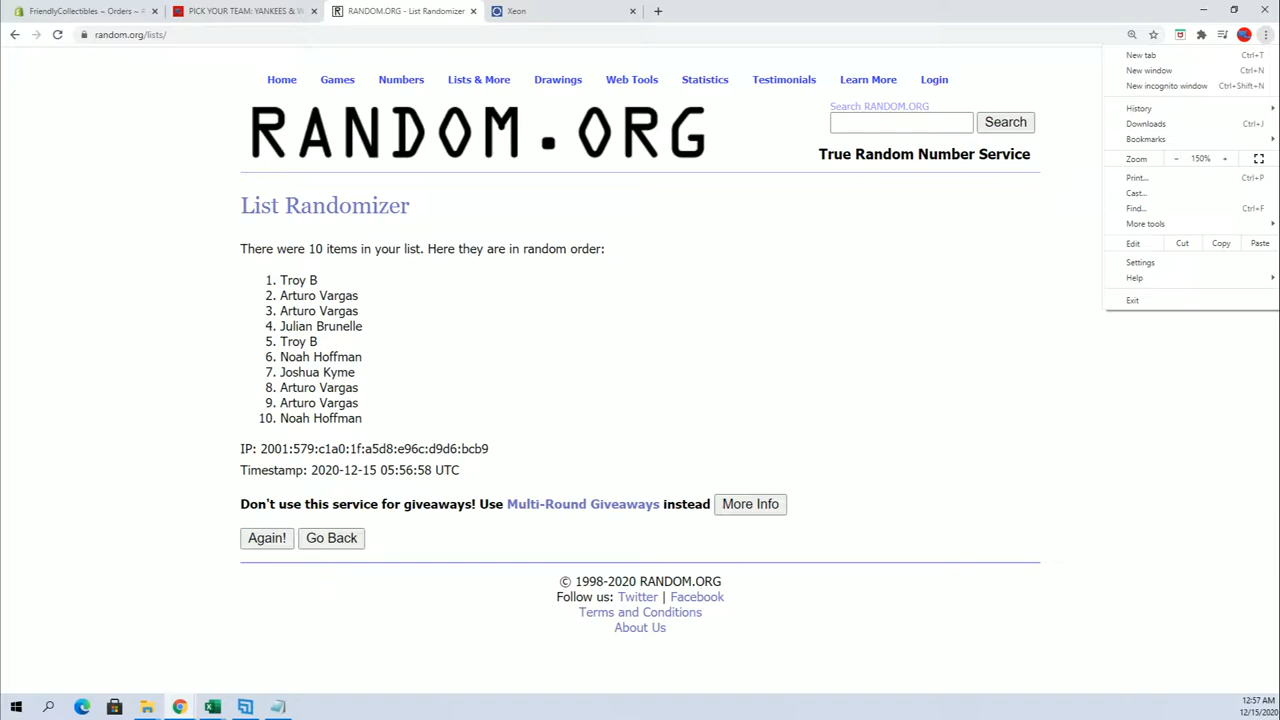 FriendlyCollectibles ~ Orders ~
PICK YOUR TEAM: YANKEES &
RANDOM.ORG - List Randomizer
Xeon
random.org/lists/
Home Games Numbers Lists & More Drawings Web Tools Statistics Testimonials Learn More Login
RANDOM.ORG
Search RANDOM.ORG
Search
True Random Number Service
List Randomizer
There were 10 items in your list. Here they are in random order:
1. Troy B
2. Arturo Vargas
3. Arturo Vargas
4. Julian Brunelle
5. Troy B
6. Noah Hoffman
7. Joshua Kyme
8. Arturo Vargas
9. Arturo Vargas
10. Noah Hoffman
IP: 2001:579:c1a0:1f:a5d8:e96c:d9d6:bcb9
Timestamp: 2020-12-15 05:56:58 UTC
Don't use this service for giveaways! Use Multi-Round Giveaways instead More Info
Again! Go Back
© 1998-2020 RANDOM.ORG
Follow us: Twitter | Facebook
Terms and Conditions
About Us
New tab Ctrl+T
New window Ctrl+N
New incognito window Ctrl+Shift+N
History
Downloads Ctrl+J
Bookmarks
Zoom - 150% +
Print... Ctrl+P
Cast...
Find... Ctrl+F
More tools
Edit Cut Copy Paste
Settings
Help
Exit
12:57 AM
12/15/2020